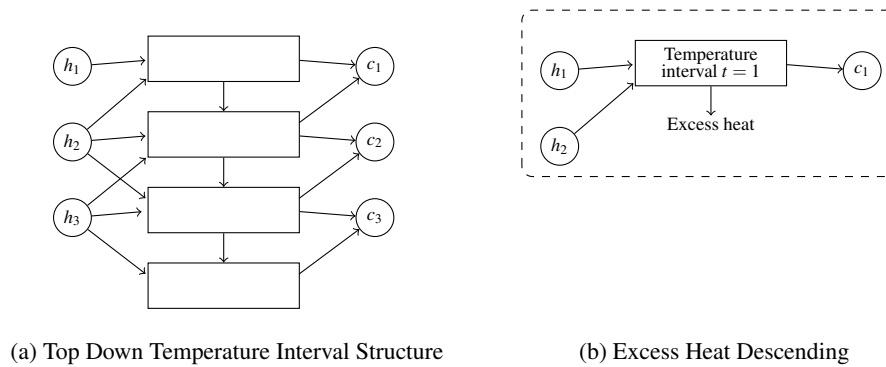 h1
h2
h3
c1
c2
c3
(a) Top Down Temperature Interval Structure
h1
h2
Temperature
interval t = 1
Excess heat
c1
(b) Excess Heat Descending